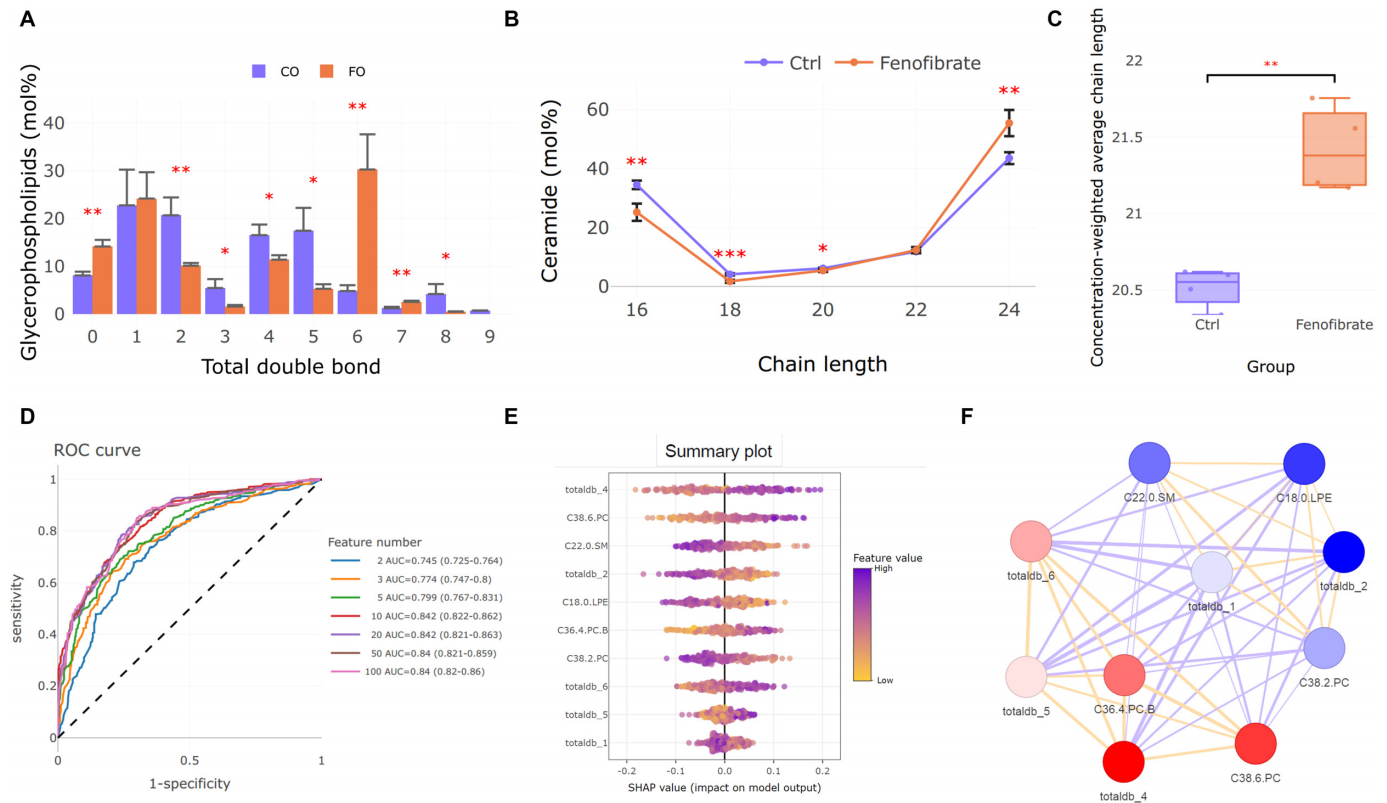 A
CO FO
Glycerophospholipids (mol%)
40
30
20
10
0
** ** * * * ** ** *
0 1 2 3 4 5 6 7 8 9
Total double bond
B
Ctrl Fenofibrate
Ceramide (mol%)
60
40
20
0
** *** * **
16 18 20 22 24
Chain length
C
Concentration-weighted average chain length
22
21.5
21
20.5
**
Ctrl Fenofibrate
Group
D
ROC curve
sensitivity
1
0.8
0.6
0.4
0.2
0
0 0.5 1
1-specificity
Feature number
2 AUC=0.745 (0.725-0.764)
3 AUC=0.774 (0.747-0.8)
5 AUC=0.799 (0.767-0.831)
10 AUC=0.842 (0.822-0.862)
20 AUC=0.842 (0.821-0.863)
50 AUC=0.84 (0.821-0.859)
100 AUC=0.84 (0.82-0.86)
E
Summary plot
totaldb_4
C38.6.PC
C22.0.SM
totaldb_2
C18.0.LPE
C36.4.PC.B
C38.2.PC
totaldb_6
totaldb_5
totaldb_1
-0.2 -0.1 0.0 0.1 0.2
SHAP value (impact on model output)
Feature value
High
Low
F
C22.0.SM
C18.0.LPE
totaldb_6
totaldb_2
totaldb_1
C38.2.PC
totaldb_5
C36.4.PC.B
C38.6.PC
totaldb_4